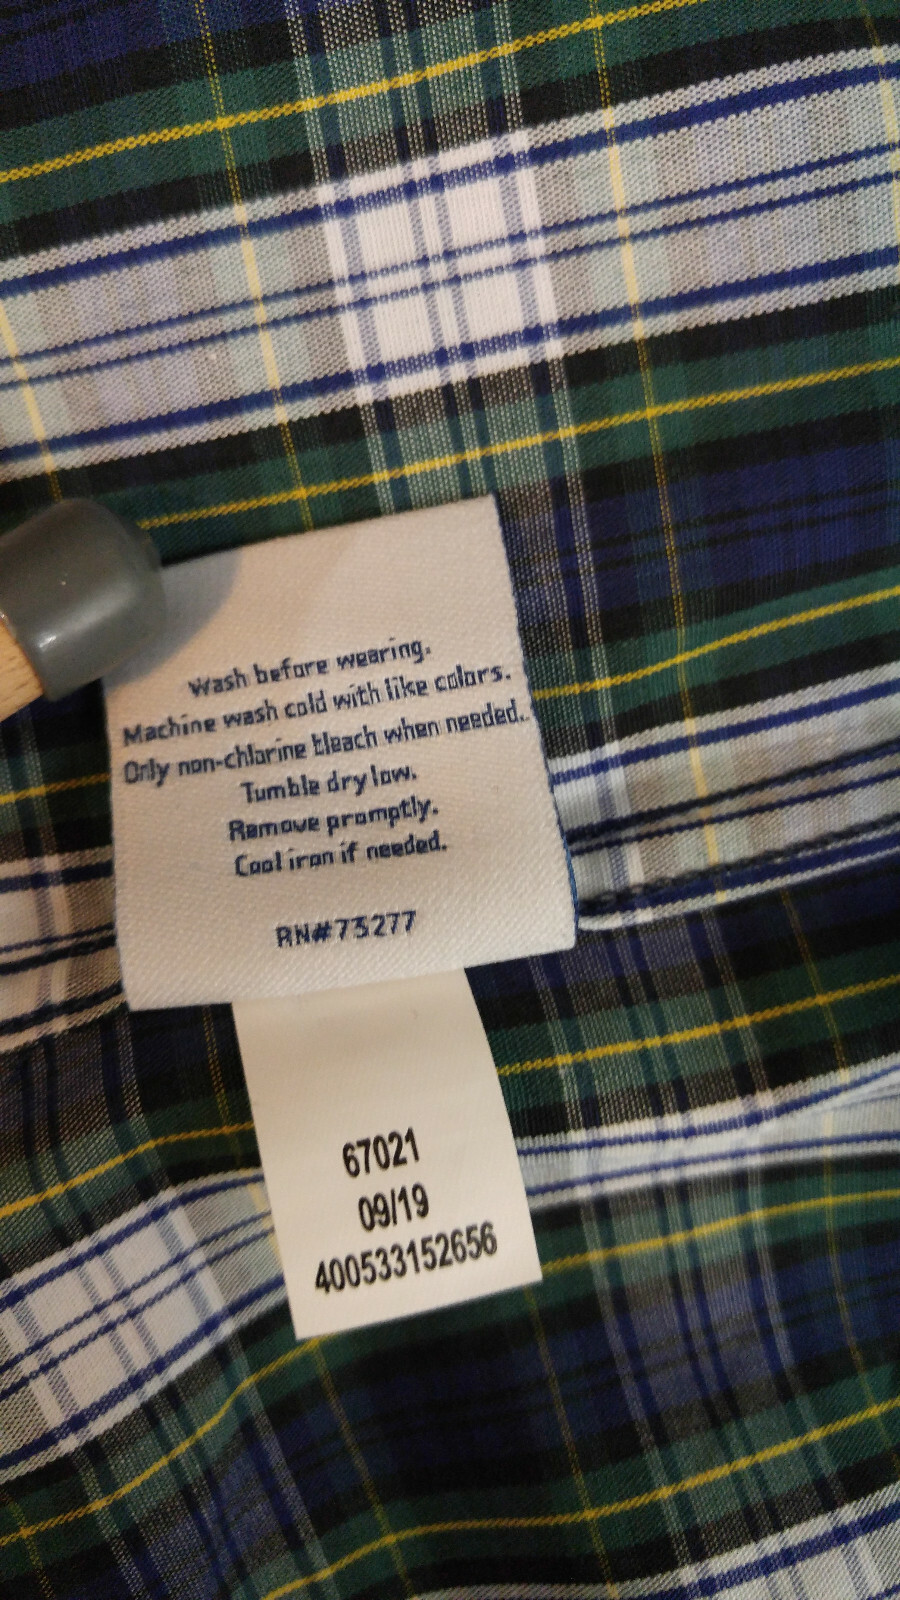 Wash before wearing.
Machine wash cold with like colors.
Only non-chlorine bleach when needed.
Tumble dry low.
Remove promptly.
Cool iron if needed.
RN#73277
67021
09/19
400533152656